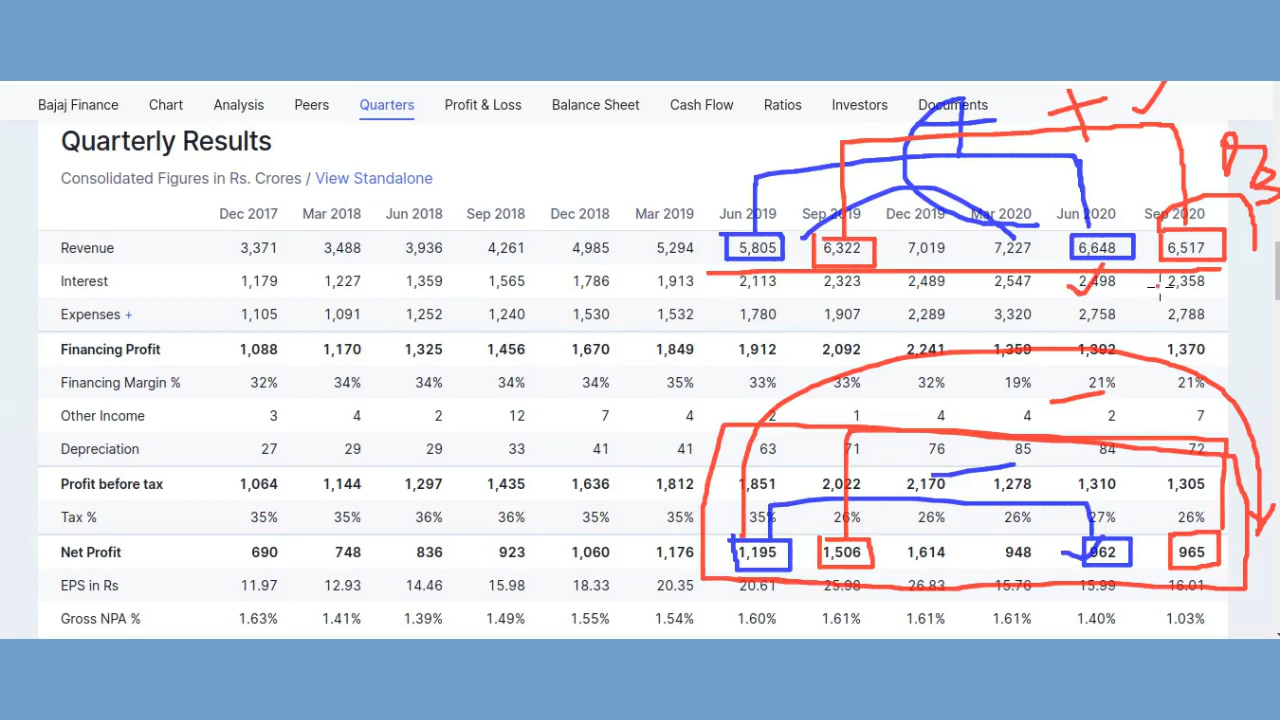 Bajaj Finance Chart Analysis Peers Quarters Profit & Loss Balance Sheet Cash Flow Ratios Investors Documents
Quarterly Results
Consolidated Figures in Rs. Crores / View Standalone
Dec 2017 Mar 2018 Jun 2018 Sep 2018 Dec 2018 Mar 2019 Jun 2019 Sep 2019 Dec 2019 Mar 2020 Jun 2020 Sep 2020
Revenue 3,371 3,488 3,936 4,261 4,985 5,294 5,805 6,322 7,019 7,227 6,648 6,517
Interest 1,179 1,227 1,359 1,565 1,786 1,913 2,113 2,323 2,489 2,547 2,498 2,358
Expenses + 1,105 1,091 1,252 1,240 1,530 1,532 1,780 1,907 2,289 3,320 2,758 2,788
Financing Profit 1,088 1,170 1,325 1,456 1,670 1,849 1,912 2,092 2,241 1,359 1,392 1,370
Financing Margin % 32% 34% 34% 34% 34% 35% 33% 33% 32% 19% 21% 21%
Other Income 3 4 2 12 7 4 2 1 4 4 2 7
Depreciation 27 29 29 33 41 41 63 71 76 85 84 72
Profit before tax 1,064 1,144 1,297 1,435 1,636 1,812 1,851 2,022 2,170 1,278 1,310 1,305
Tax % 35% 35% 36% 36% 35% 35% 35% 26% 26% 26% 27% 26%
Net Profit 690 748 836 923 1,060 1,176 1,195 1,506 1,614 948 962 965
EPS in Rs 11.97 12.93 14.46 15.98 18.33 20.35 20.61 25.98 26.83 15.76 15.99 16.01
Gross NPA % 1.63% 1.41% 1.39% 1.49% 1.55% 1.54% 1.60% 1.61% 1.61% 1.61% 1.40% 1.03%